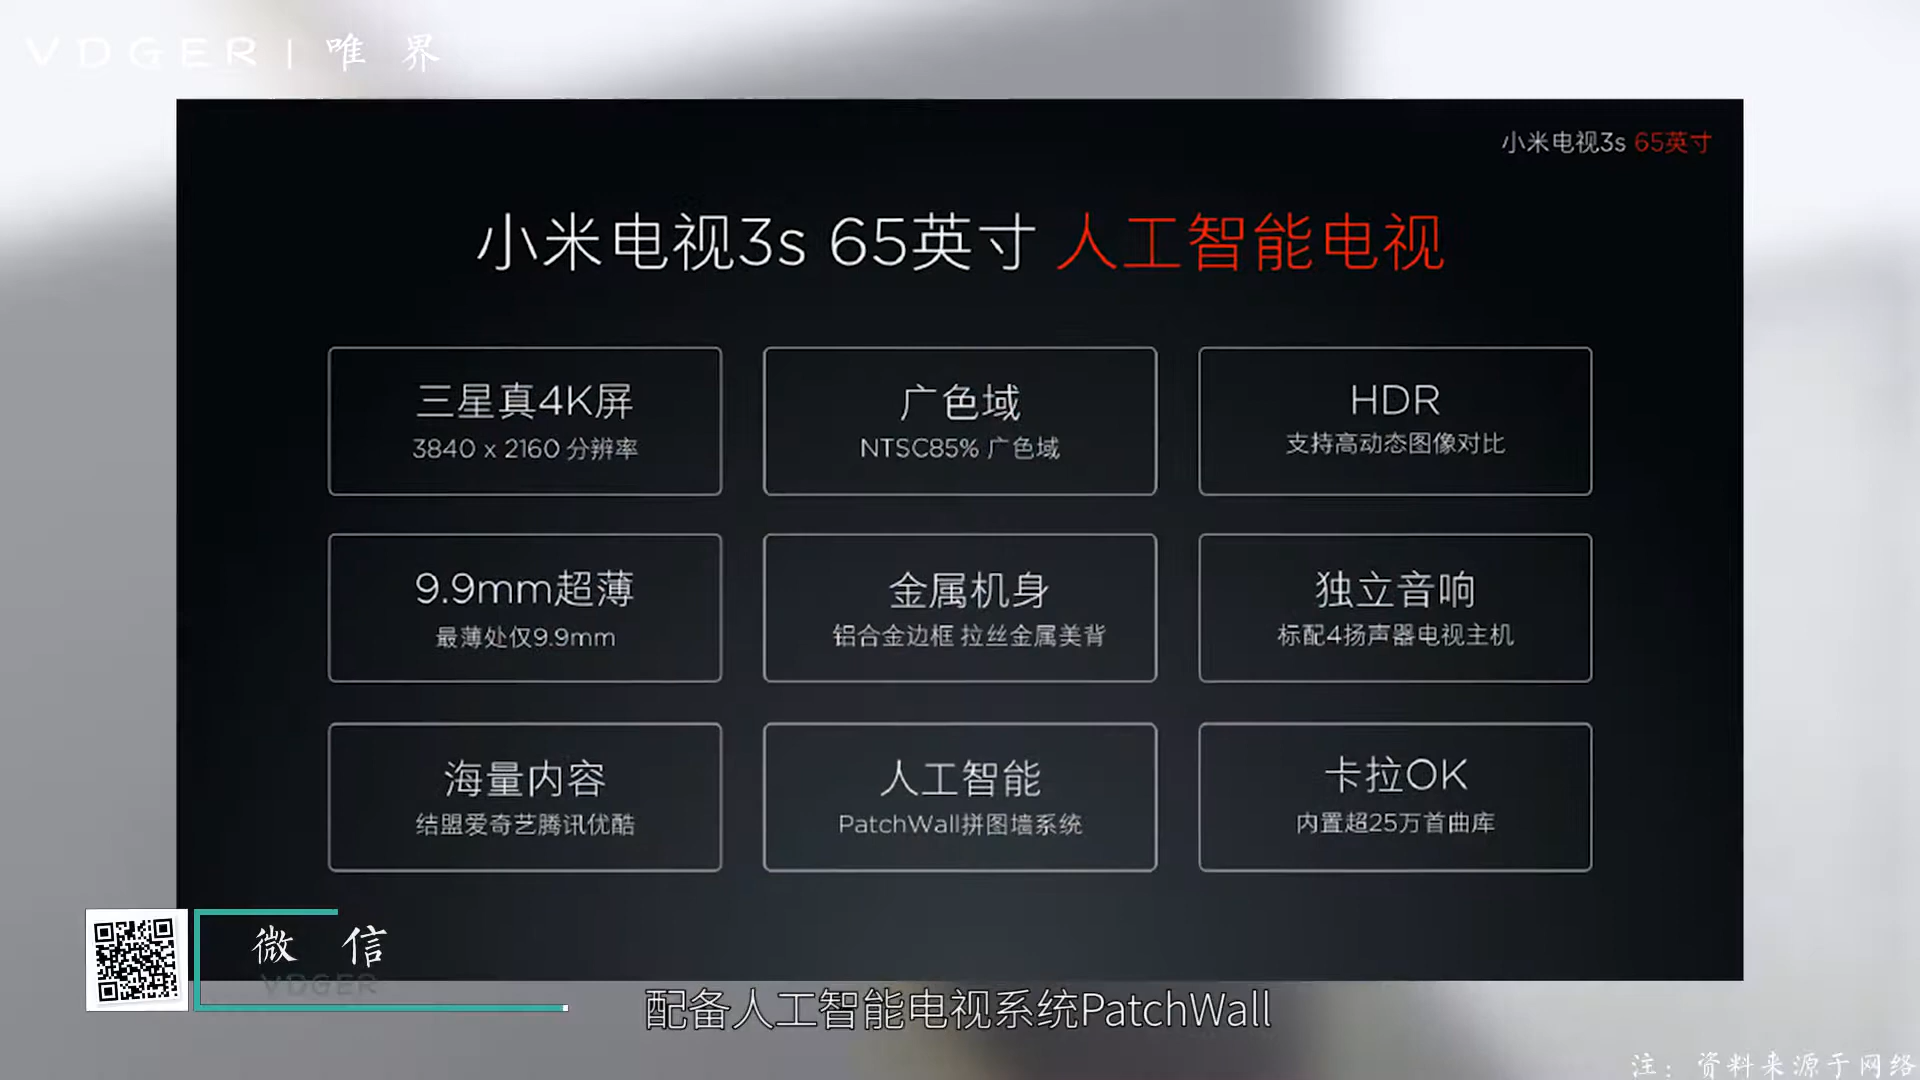 VDGER | 唯 界
小米电视3s 65英寸
小米电视3s 65英寸 人工智能电视
三星真4K屏
3840 x 2160 分辨率
广色域
NTSC85% 广色域
HDR
支持高动态图像对比
9.9mm超薄
最薄处仅9.9mm
金属机身
铝合金边框 拉丝金属美背
独立音响
标配4扬声器电视主机
海量内容
结盟爱奇艺腾讯优酷
人工智能
PatchWall拼图墙系统
卡拉OK
内置超25万首曲库
微 信
VDGER
配备人工智能电视系统PatchWall
注：资料来源于网络